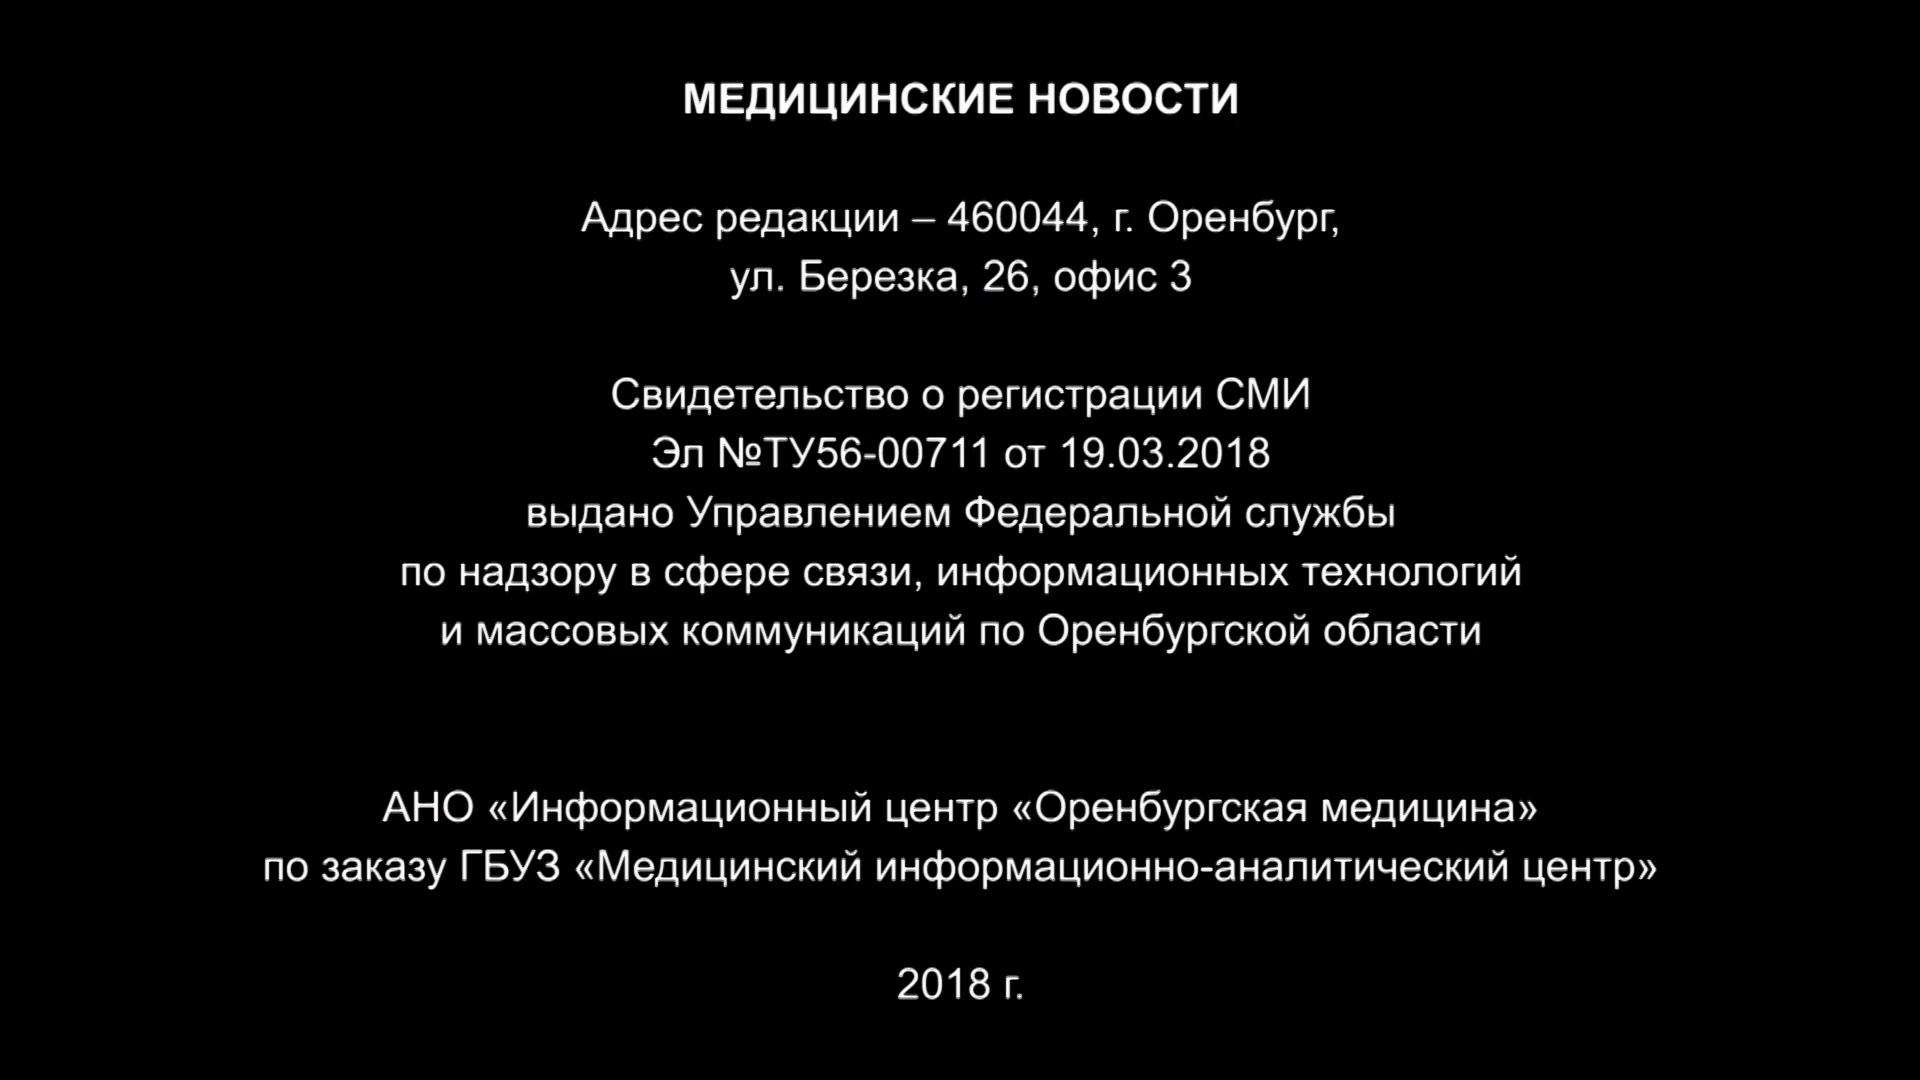 МЕДИЦИНСКИЕ НОВОСТИ
Адрес редакции – 460044, г. Оренбург,
ул. Березка, 26, офис 3
Свидетельство о регистрации СМИ
Эл №ТУ56-00711 от 19.03.2018
выдано Управлением Федеральной службы
по надзору в сфере связи, информационных технологий
и массовых коммуникаций по Оренбургской области
АНО «Информационный центр «Оренбургская медицина»
по заказу ГБУЗ «Медицинский информационно-аналитический центр»
2018 г.